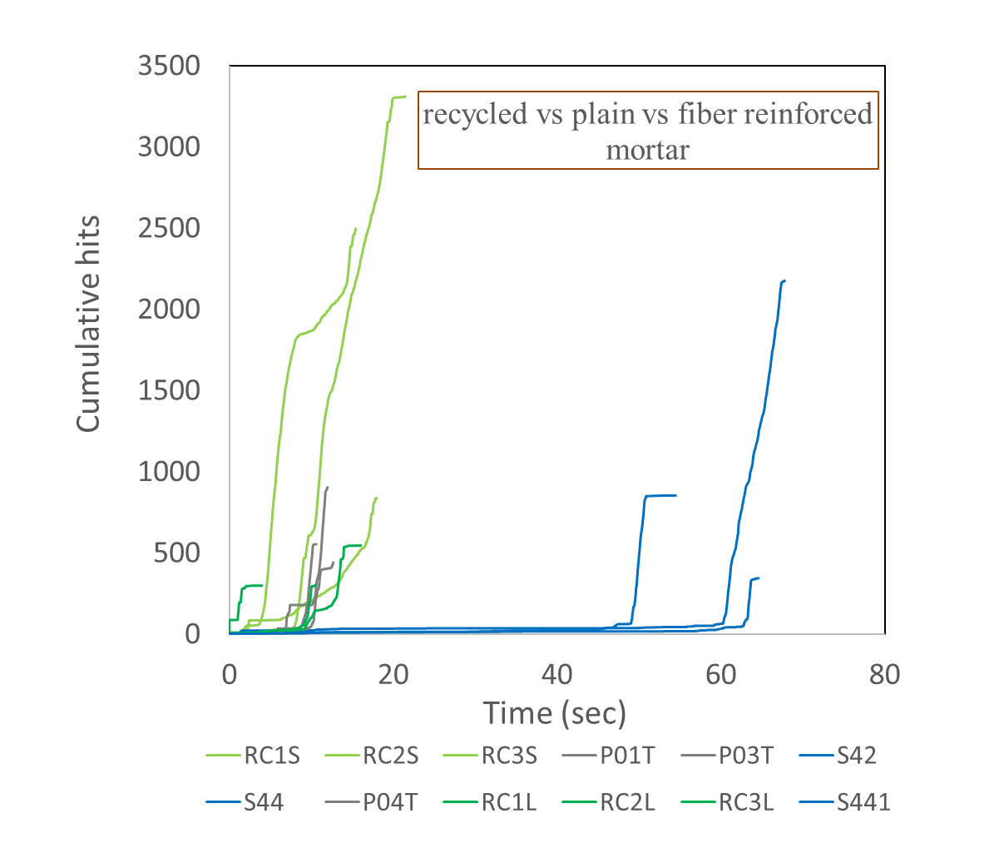 3500
3000
2500
2000
1500
1000
500
0
Cumulative hits
recycled vs plain vs fiber reinforced
mortar
0 20 40 60 80
Time (sec)
RC1S RC2S RC3S P01T P03T S42
S44 P04T RC1L RC2L RC3L S441